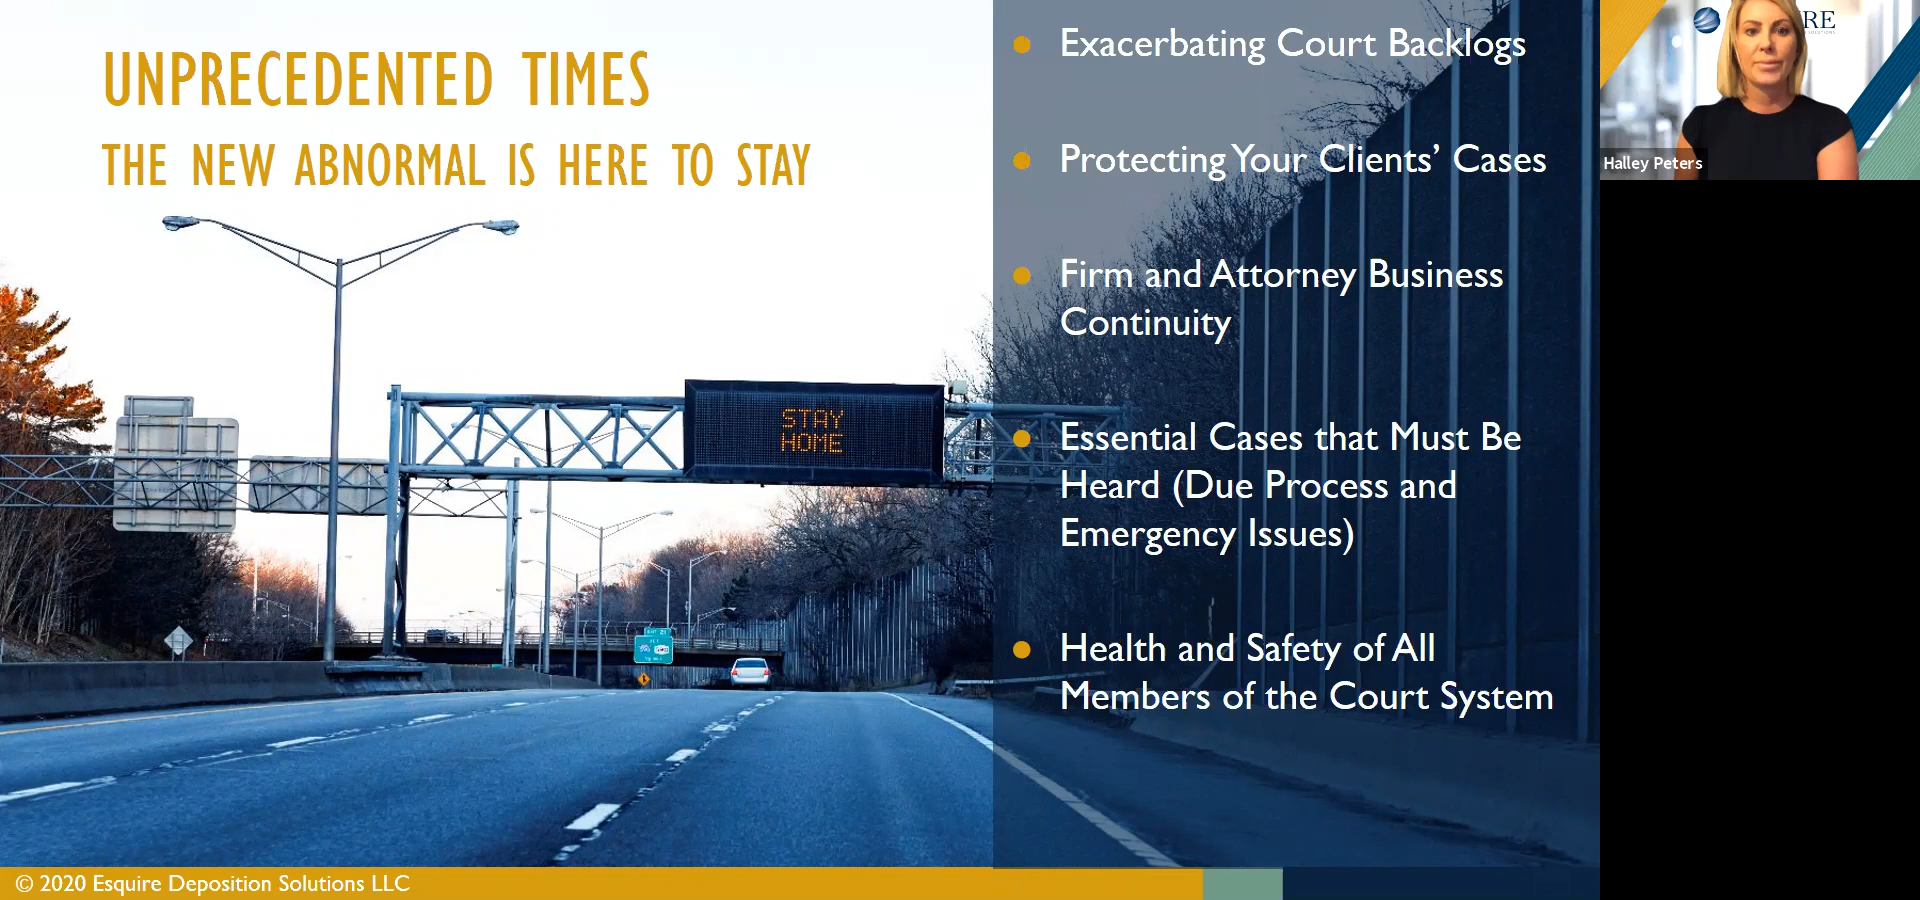 UNPRECEDENTED TIMES
THE NEW ABNORMAL IS HERE TO STAY
STAY
HOME
Exacerbating Court Backlogs
Protecting Your Clients’ Cases
Firm and Attorney Business
Continuity
Essential Cases that Must Be
Heard (Due Process and
Emergency Issues)
Health and Safety of All
Members of the Court System
© 2020 Esquire Deposition Solutions LLC
RE
Halley Peters